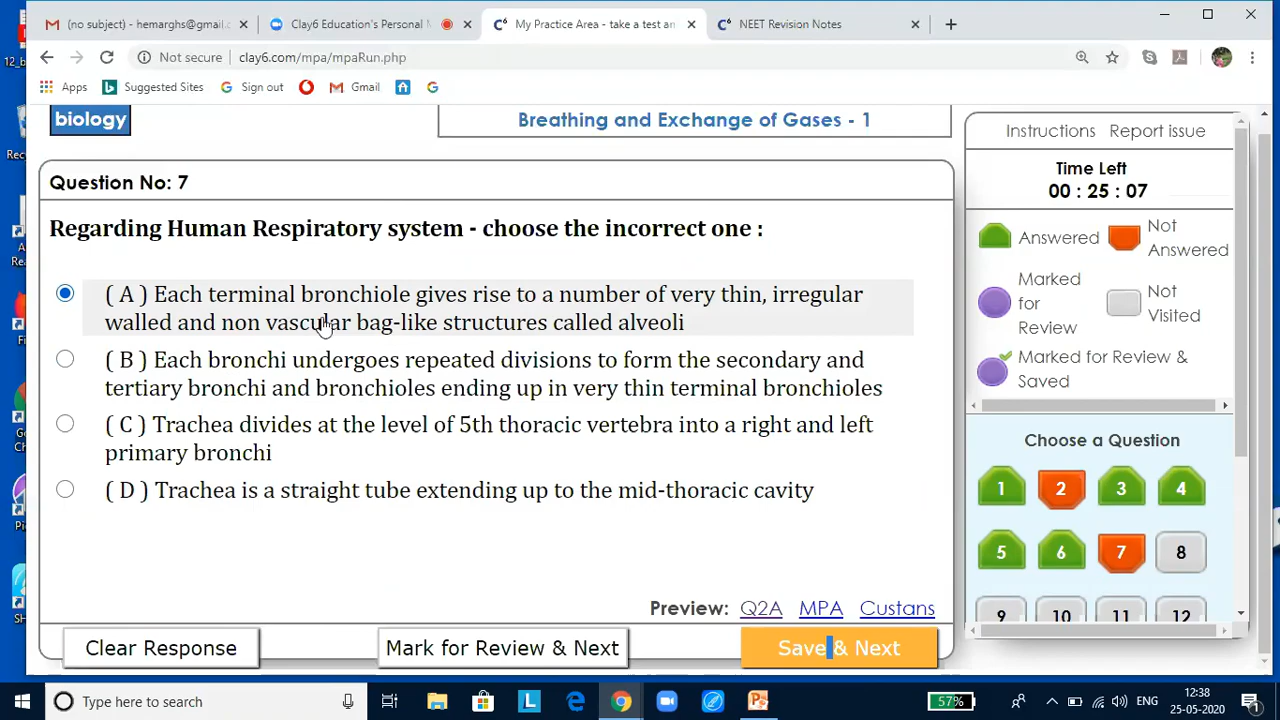 (no subject) - hemarghs@gmail.c
Clay6 Education's Personal M
My Practice Area - take a test an
NEET Revision Notes
Not secure
clay6.com/mpa/mpaRun.php
Apps
Suggested Sites
Sign out
Gmail
biology
Breathing and Exchange of Gases - 1
Instructions Report issue
Time Left
00 : 25 : 07
Question No: 7
Answered
Not
Answered
Marked
for
Review
Not
Visited
Marked for Review &
Saved
Regarding Human Respiratory system - choose the incorrect one :
( A ) Each terminal bronchiole gives rise to a number of very thin, irregular
walled and non vascular bag-like structures called alveoli
( B ) Each bronchi undergoes repeated divisions to form the secondary and
tertiary bronchi and bronchioles ending up in very thin terminal bronchioles
( C ) Trachea divides at the level of 5th thoracic vertebra into a right and left
primary bronchi
( D ) Trachea is a straight tube extending up to the mid-thoracic cavity
Choose a Question
1 2 3 4
5 6 7 8
9 10 11 12
Preview: Q2A MPA Custans
Clear Response
Mark for Review & Next
Save & Next
Type here to search
57%
ENG
12:38
25-05-2020